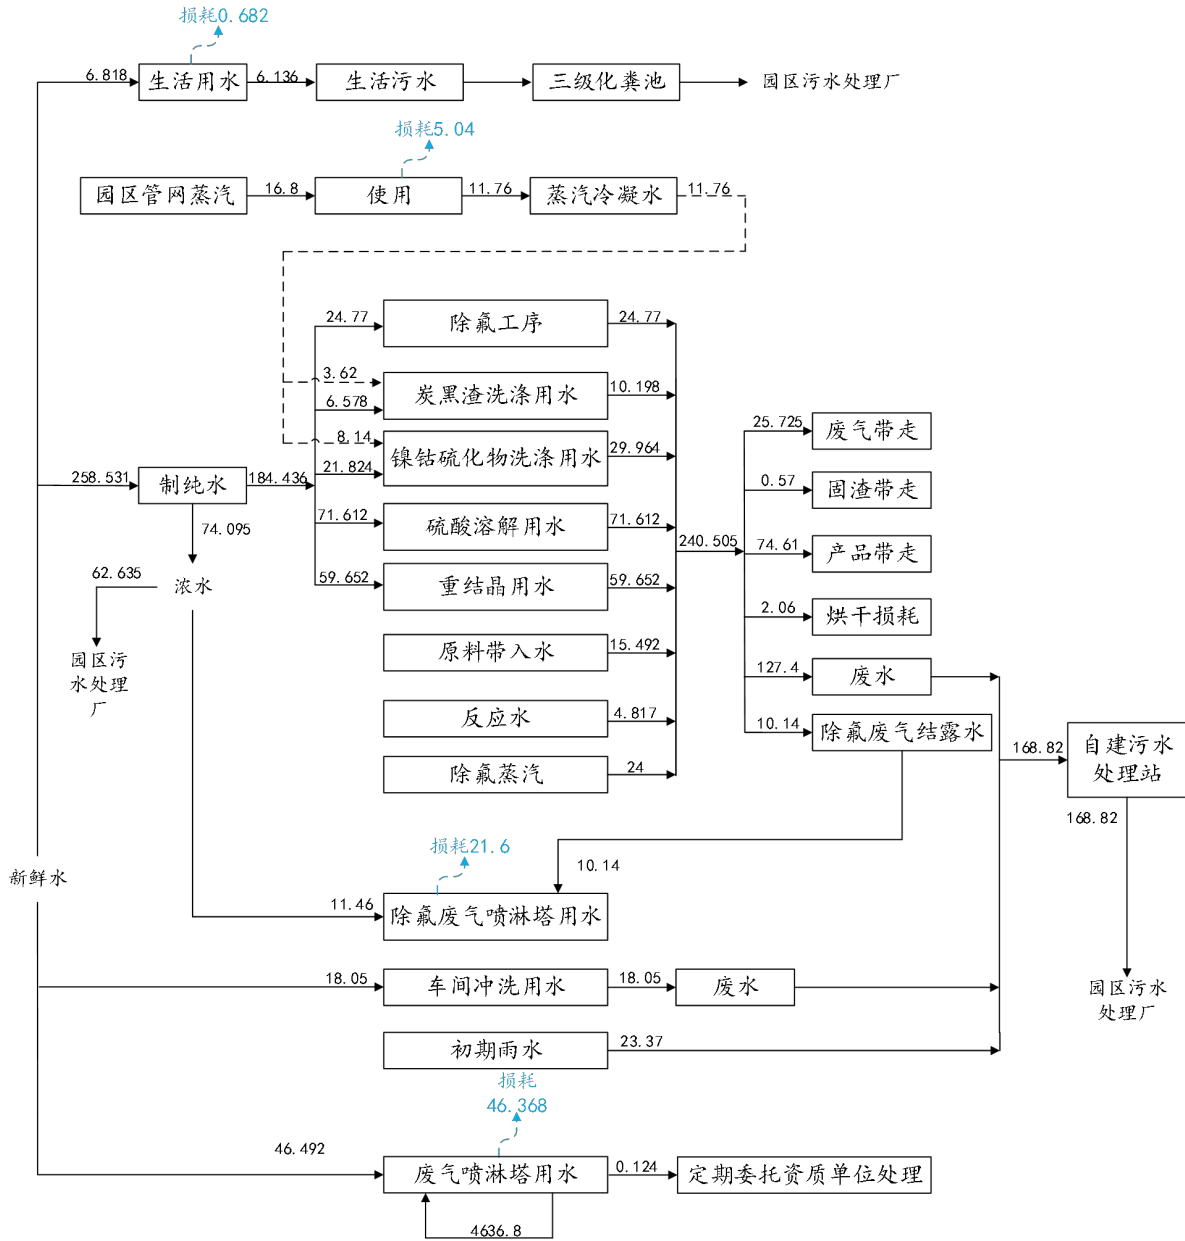 损耗0.682
6.818
生活用水
6.136
生活污水
三级化粪池
园区污水处理厂
损耗5.04
园区管网蒸汽
16.8
使用
11.76
蒸汽冷凝水
11.76
24.77
除氟工序
24.77
3.62
6.578
炭黑渣洗涤用水
10.198
8.14
21.824
镍钴硫化物洗涤用水
29.964
258.531
制纯水
184.436
71.612
硫酸溶解用水
71.612
59.652
重结晶用水
59.652
原料带入水
15.492
反应水
4.817
除氟蒸汽
24
240.505
25.725
废气带走
0.57
固渣带走
74.61
产品带走
2.06
烘干损耗
127.4
废水
10.14
除氟废气结露水
74.095
浓水
62.635
园区污
水处理
厂
168.82
自建污水
处理站
168.82
园区污水
处理厂
新鲜水
损耗21.6
10.14
11.46
除氟废气喷淋塔用水
18.05
车间冲洗用水
18.05
废水
初期雨水
23.37
损耗
46.368
46.492
废气喷淋塔用水
0.124
定期委托资质单位处理
4636.8